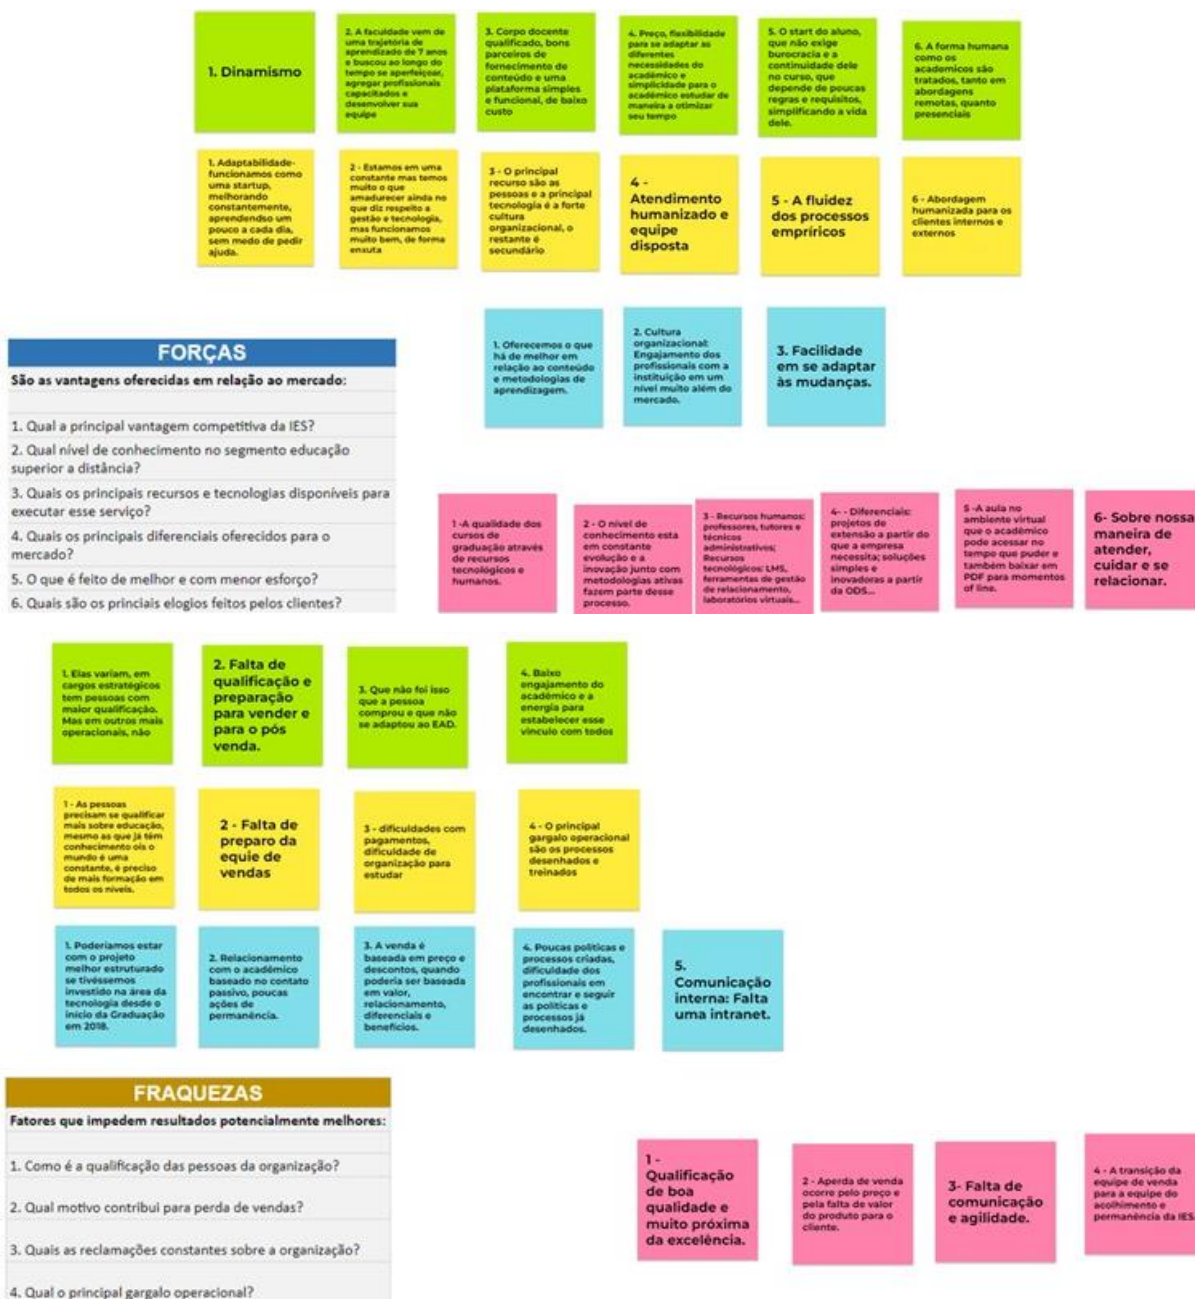 1. Dinamismo
2. A faculdade vem de
uma trajetória de
aprendizado de 7 anos
e buscou ao longo do
tempo se aperfeiçoar,
agregar profissionais
capacitados e
desenvolver sua
equipe
3. Corpo docente
qualificado, bons
parceiros de
fornecimento de
conteúdo e uma
plataforma simples
e funcional, de baixo
custo
4. Preço, flexibilidade
para se adaptar as
diferentes
necessidades do
acadêmico e
simplicidade para o
acadêmico estudar de
maneira a otimizar
seu tempo
5. O start do aluno,
que não exige
burocracia e a
continuidade dele
no curso, que
depende de poucas
regras e requisitos,
simplificando a vida
dele.
6. A forma humana
como os
academicos são
tratados, tanto em
abordagens
remotas, quanto
presenciais
1. Adaptabilidade-
funcionamos como
uma startup,
melhorando
constantemente,
aprendendso um
pouco a cada dia,
sem medo de pedir
ajuda.
2 - Estamos em uma
constante mas temos
muito o que
amadurecer ainda no
que diz respeito a
gestão e tecnologia,
mas funcionamos
muito bem, de forma
enxuta
3 - O principal
recurso são as
pessoas e a principal
tecnologia é a forte
cultura
organizacional, o
restante é
secundário
4 -
Atendimento
humanizado e
equipe
disposta
5 - A fluidez
dos processos
empríricos
6 - Abordagem
humanizada para os
clientes internos e
externos
1. Oferecemos o que
há de melhor em
relação ao conteúdo
e metodologias de
aprendizagem.
2. Cultura
organizacional:
Engajamento dos
profissionais com a
instituição em um
nível muito além do
mercado.
3. Facilidade
em se adaptar
às mudanças.
FORÇAS
São as vantagens oferecidas em relação ao mercado:
1. Qual a principal vantagem competitiva da IES?
2. Qual nível de conhecimento no segmento educação
superior a distância?
3. Quais os principais recursos e tecnologias disponíveis para
executar esse serviço?
4. Quais os principais diferenciais oferecidos para o
mercado?
5. O que é feito de melhor e com menor esforço?
6. Quais são os princiais elogios feitos pelos clientes?
1 -A qualidade dos
cursos de
graduação através
de recursos
tecnológicos e
humanos.
2 - O nível de
conhecimento esta
em constante
evolução e a
inovação junto com
metodologias ativas
fazem parte desse
processo.
3 - Recursos humanos:
professores, tutores e
técnicos
administrativos;
Recursos
tecnológicos: LMS,
ferramentas de gestão
de relacionamento,
laboratórios virtuais...
4- - Diferenciais:
projetos de
extensão a partir do
que a empresa
necessita; soluções
simples e
inovadoras a partir
da ODS...
5 -A aula no
ambiente virtual
que o acadêmico
pode acessar no
tempo que puder e
também baixar em
PDF para momentos
of line.
6- Sobre nossa
maneira de
atender,
cuidar e se
relacionar.
1. Elas variam, em
cargos estratégicos
tem pessoas com
maior qualificação.
Mas em outros mais
operacionais, não
2. Falta de
qualificação e
preparação
para vender e
para o pós
venda.
3. Que não foi isso
que a pessoa
comprou e que não
se adaptou ao EAD.
4. Baixo
engajamento do
acadêmico e a
energia para
estabelecer esse
vinculo com todos
1 - As pessoas
precisam se qualificar
mais sobre educação,
mesmo as que já têm
conhecimento ois o
mundo é uma
constante, é preciso
de mais formação em
todos os níveis.
2 - Falta de
preparo da
equie de
vendas
3 - dificuldades com
pagamentos,
dificuldade de
organização para
estudar
4 - O principal
gargalo operacional
são os processos
desenhados e
treinados
1. Poderíamos estar
com o projeto
melhor estruturado
se tivéssemos
investido na área da
tecnologia desde o
início da Graduação
em 2018.
2. Relacionamento
com o acadêmico
baseado no contato
passivo, poucas
ações de
permanência.
3. A venda é
baseada em preço e
descontos, quando
poderia ser baseada
em valor,
relacionamento,
diferenciais e
benefícios.
4. Poucas políticas e
processos criadas,
dificuldade dos
profissionais em
encontrar e seguir
as políticas e
processos já
desenhados.
5.
Comunicação
interna: Falta
uma intranet.
FRAQUEZAS
Fatores que impedem resultados potencialmente melhores:
1. Como é a qualificação das pessoas da organização?
2. Qual motivo contribui para perda de vendas?
3. Quais as reclamações constantes sobre a organização?
4. Qual o principal gargalo operacional?
1 -
Qualificação
de boa
qualidade e
muito próxima
da excelência.
2 - Aperda de venda
ocorre pelo preço e
pela falta de valor
do produto para o
cliente.
3- Falta de
comunicação
e agilidade.
4 - A transição da
equipe de venda
para a equipe do
acolhimento e
permanência da IES